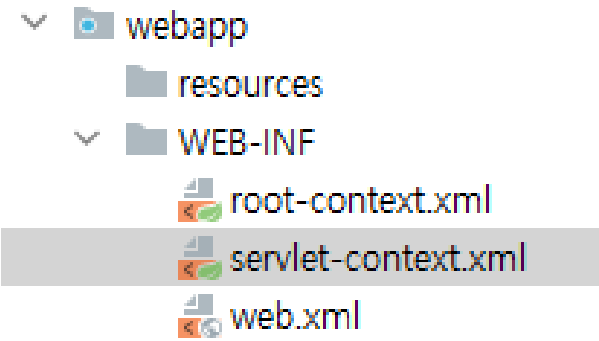 webapp
resources
WEB-INF
root-context.xml
servlet-context.xml
web.xml